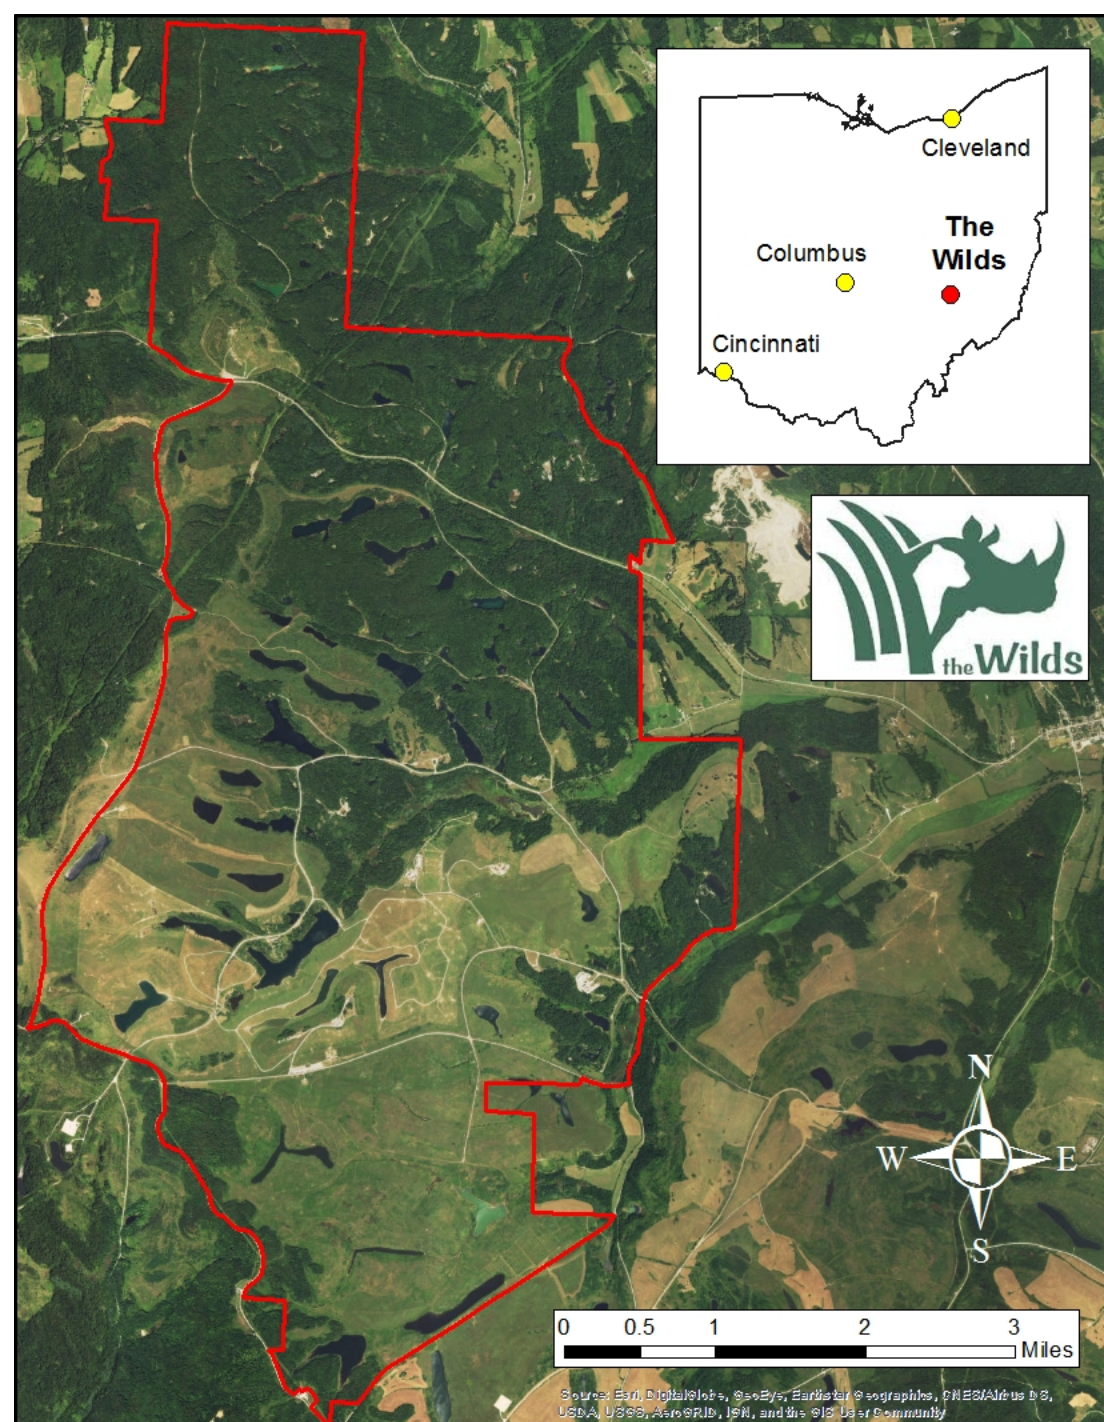 Cleveland
The
Wilds
Columbus
Cincinnati
the Wilds
N
W E
S
0 0.5 1 2 3
Miles
Source: Esri, DigitalGlobe, GeoEye, Earthstar Geographics, CNES/Airbus DS,
USDA, USGS, AeroGRID, IGN, and the GIS User Community